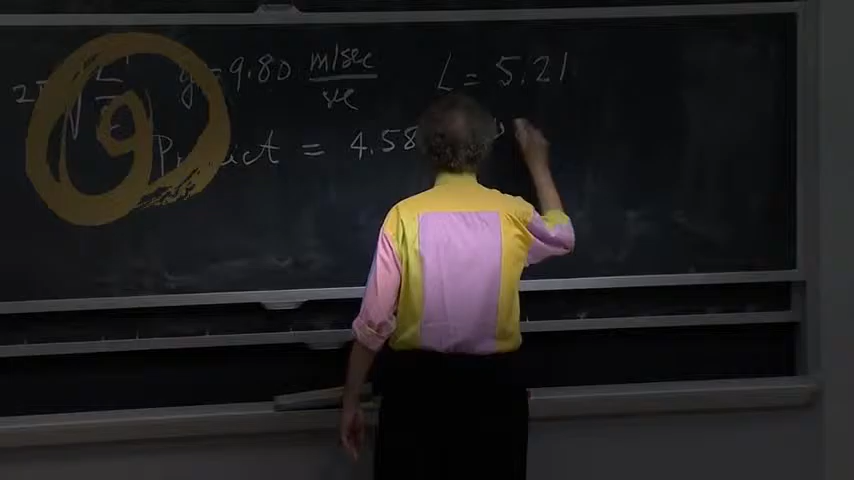 2π √L/g g = 9.80 m/sec/sec L = 5.21
Predict = 4.58